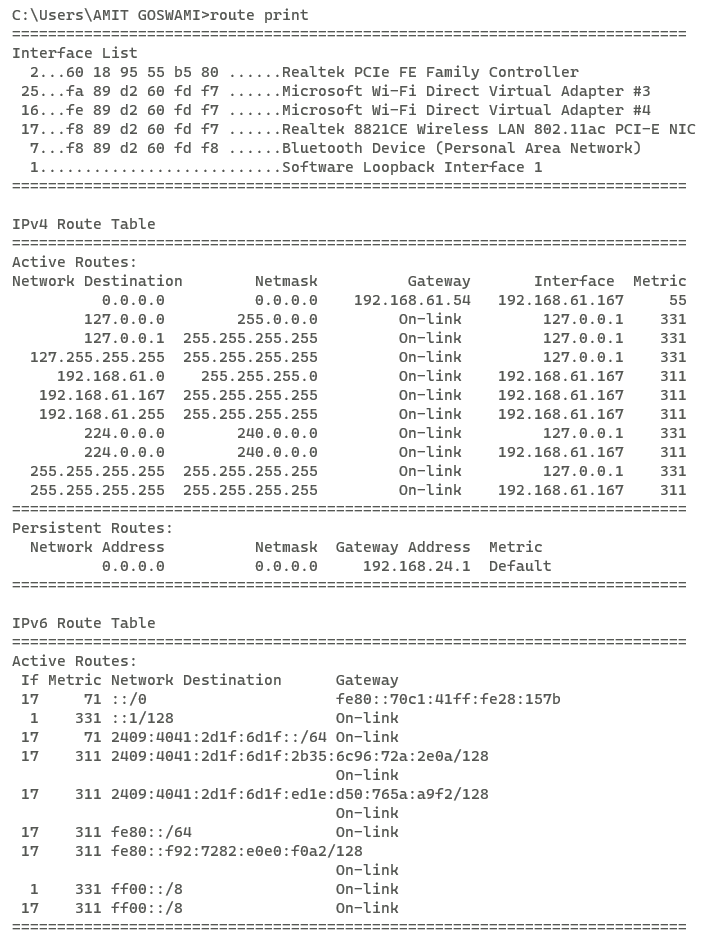 C:\Users\AMIT GOSWAMI>route print
===========================================================================
Interface List
  2...60 18 95 55 b5 80 ......Realtek PCIe FE Family Controller
 25...fa 89 d2 60 fd f7 ......Microsoft Wi-Fi Direct Virtual Adapter #3
 16...fe 89 d2 60 fd f7 ......Microsoft Wi-Fi Direct Virtual Adapter #4
 17...f8 89 d2 60 fd f7 ......Realtek 8821CE Wireless LAN 802.11ac PCI-E NIC
  7...f8 89 d2 60 fd f8 ......Bluetooth Device (Personal Area Network)
  1...........................Software Loopback Interface 1
===========================================================================

IPv4 Route Table
===========================================================================
Active Routes:
Network Destination        Netmask          Gateway       Interface  Metric
          0.0.0.0          0.0.0.0    192.168.61.54   192.168.61.167     55
        127.0.0.0        255.0.0.0         On-link         127.0.0.1    331
        127.0.0.1  255.255.255.255         On-link         127.0.0.1    331
  127.255.255.255  255.255.255.255         On-link         127.0.0.1    331
     192.168.61.0    255.255.255.0         On-link    192.168.61.167    311
   192.168.61.167  255.255.255.255         On-link    192.168.61.167    311
   192.168.61.255  255.255.255.255         On-link    192.168.61.167    311
        224.0.0.0        240.0.0.0         On-link         127.0.0.1    331
        224.0.0.0        240.0.0.0         On-link    192.168.61.167    311
  255.255.255.255  255.255.255.255         On-link         127.0.0.1    331
  255.255.255.255  255.255.255.255         On-link    192.168.61.167    311
===========================================================================
Persistent Routes:
  Network Address          Netmask  Gateway Address  Metric
          0.0.0.0          0.0.0.0     192.168.24.1  Default
===========================================================================

IPv6 Route Table
===========================================================================
Active Routes:
 If Metric Network Destination      Gateway
 17     71 ::/0                     fe80::70c1:41ff:fe28:157b
  1    331 ::1/128                  On-link
 17     71 2409:4041:2d1f:6d1f::/64 On-link
 17    311 2409:4041:2d1f:6d1f:2b35:6c96:72a:2e0a/128
                                    On-link
 17    311 2409:4041:2d1f:6d1f:ed1e:d50:765a:a9f2/128
                                    On-link
 17    311 fe80::/64                On-link
 17    311 fe80::f92:7282:e0e0:f0a2/128
                                    On-link
  1    331 ff00::/8                 On-link
 17    311 ff00::/8                 On-link
===========================================================================